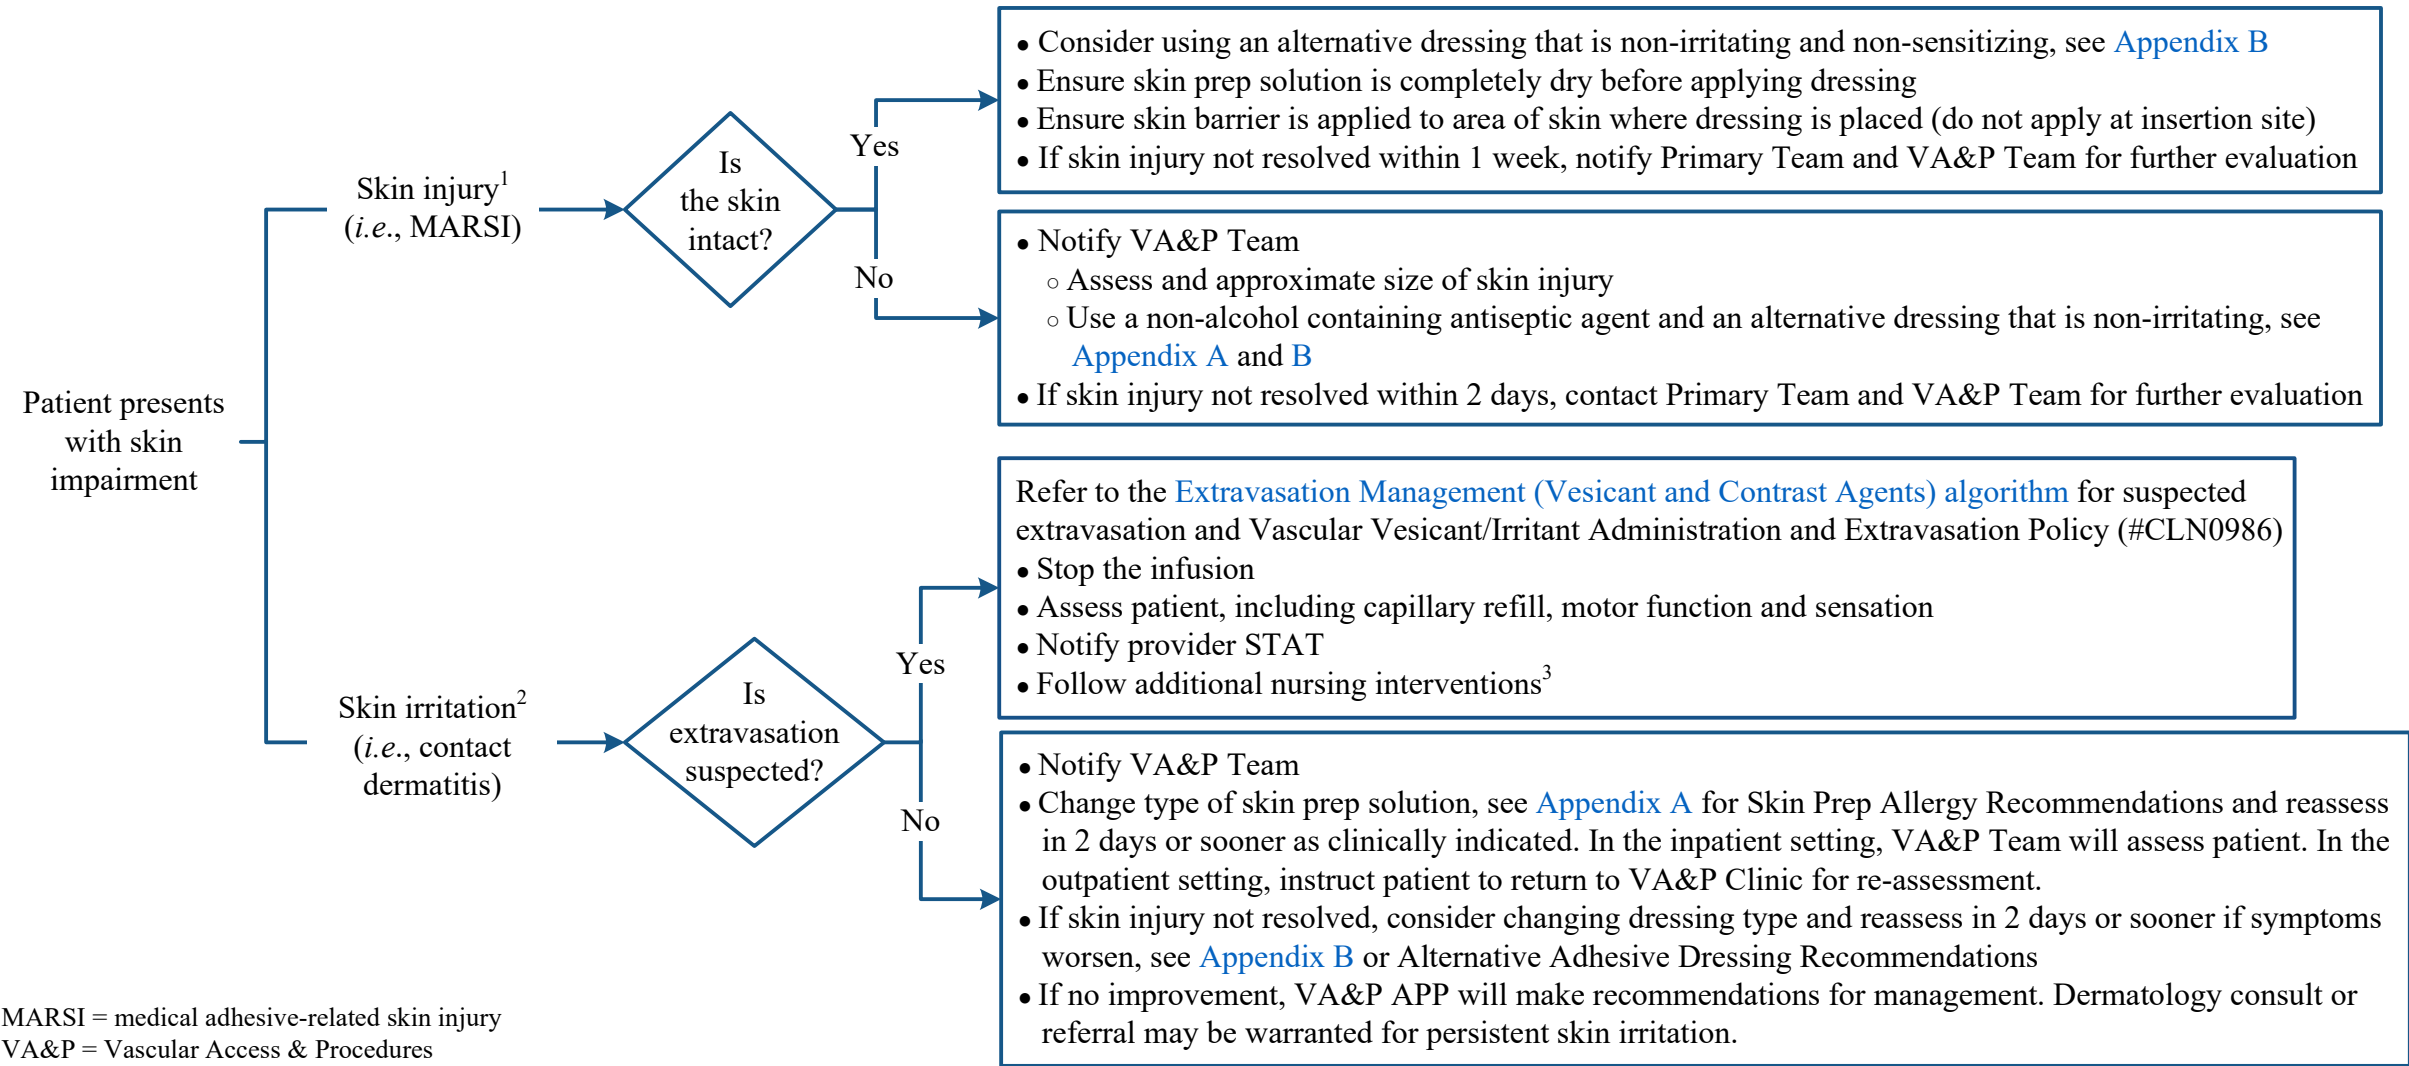 Patient presents
with skin
impairment
Skin injury1
(i.e., MARSI)
Is
the skin
intact?
Yes
• Consider using an alternative dressing that is non-irritating and non-sensitizing, see Appendix B
• Ensure skin prep solution is completely dry before applying dressing
• Ensure skin barrier is applied to area of skin where dressing is placed (do not apply at insertion site)
• If skin injury not resolved within 1 week, notify Primary Team and VA&P Team for further evaluation
No
• Notify VA&P Team
○ Assess and approximate size of skin injury
○ Use a non-alcohol containing antiseptic agent and an alternative dressing that is non-irritating, see
Appendix A and B
• If skin injury not resolved within 2 days, contact Primary Team and VA&P Team for further evaluation
Skin irritation2
(i.e., contact
dermatitis)
Is
extravasation
suspected?
Yes
Refer to the Extravasation Management (Vesicant and Contrast Agents) algorithm for suspected
extravasation and Vascular Vesicant/Irritant Administration and Extravasation Policy (#CLN0986)
• Stop the infusion
• Assess patient, including capillary refill, motor function and sensation
• Notify provider STAT
• Follow additional nursing interventions3
No
• Notify VA&P Team
• Change type of skin prep solution, see Appendix A for Skin Prep Allergy Recommendations and reassess
in 2 days or sooner as clinically indicated. In the inpatient setting, VA&P Team will assess patient. In the
outpatient setting, instruct patient to return to VA&P Clinic for re-assessment.
• If skin injury not resolved, consider changing dressing type and reassess in 2 days or sooner if symptoms
worsen, see Appendix B or Alternative Adhesive Dressing Recommendations
• If no improvement, VA&P APP will make recommendations for management. Dermatology consult or
referral may be warranted for persistent skin irritation.
MARSI = medical adhesive-related skin injury
VA&P = Vascular Access & Procedures